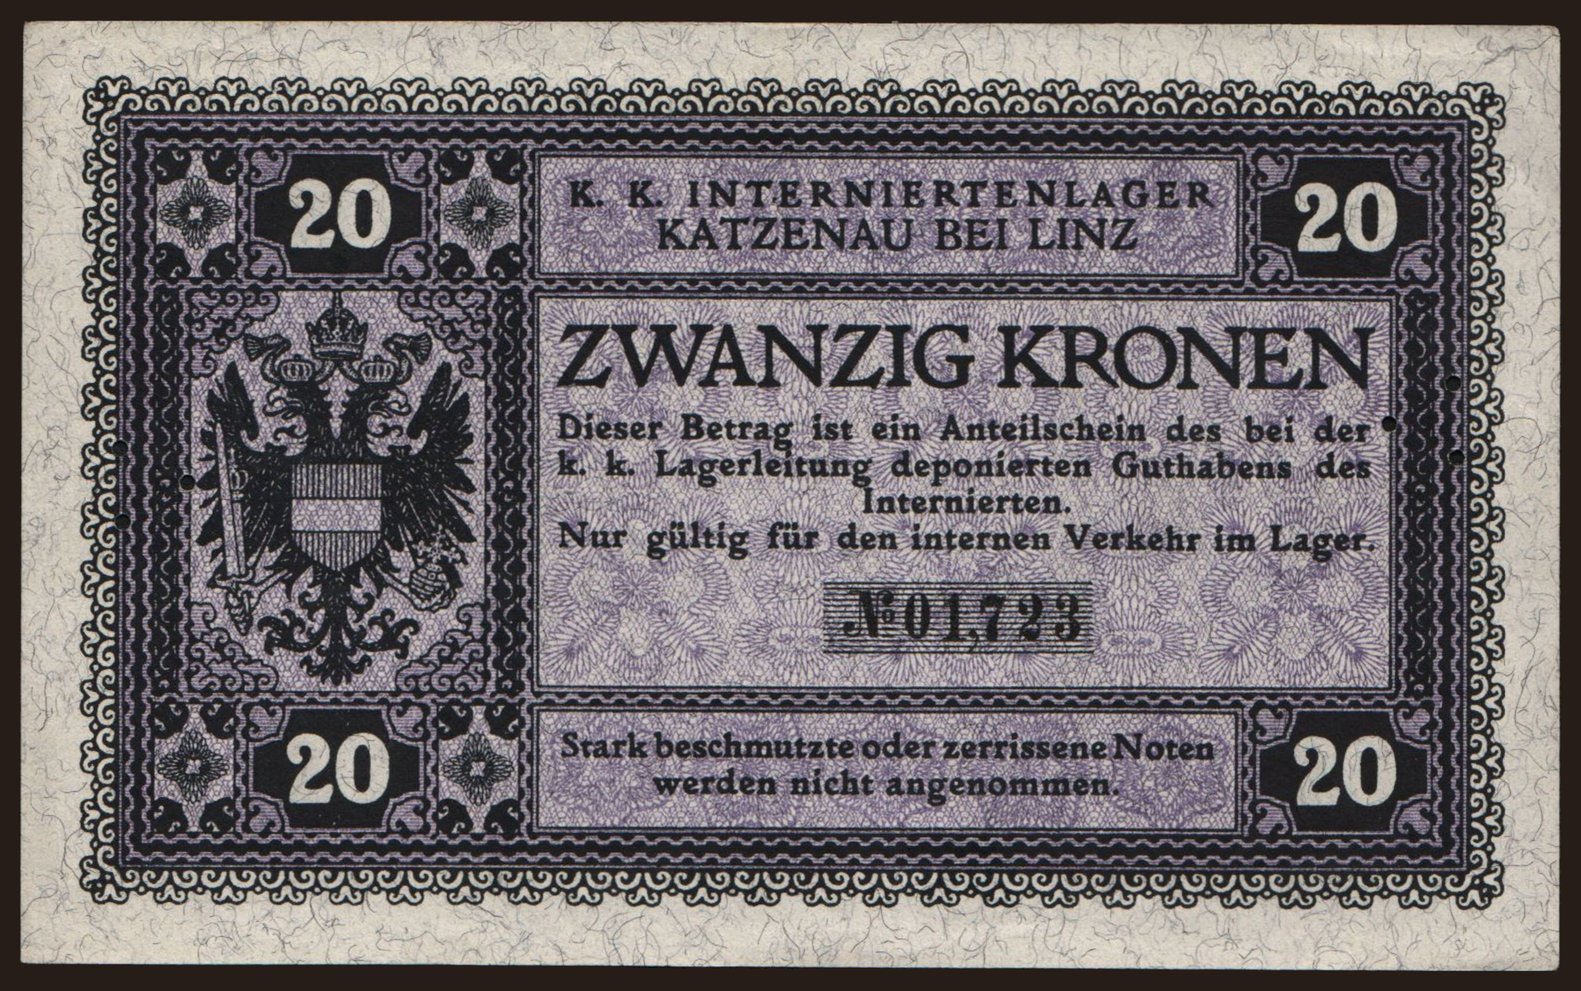 20
K. K. INTERNIERTENLAGER
KATZENAU BEI LINZ
20
ZWANZIG KRONEN
Dieser Betrag ist ein Anteilschein des bei der
k. k. Lagerleitung deponierten Guthabens des
Internierten.
Nur gültig für den internen Verkehr im Lager.
№ 01,723
20
Stark beschmutzte oder zerrissene Noten
werden nicht angenommen.
20